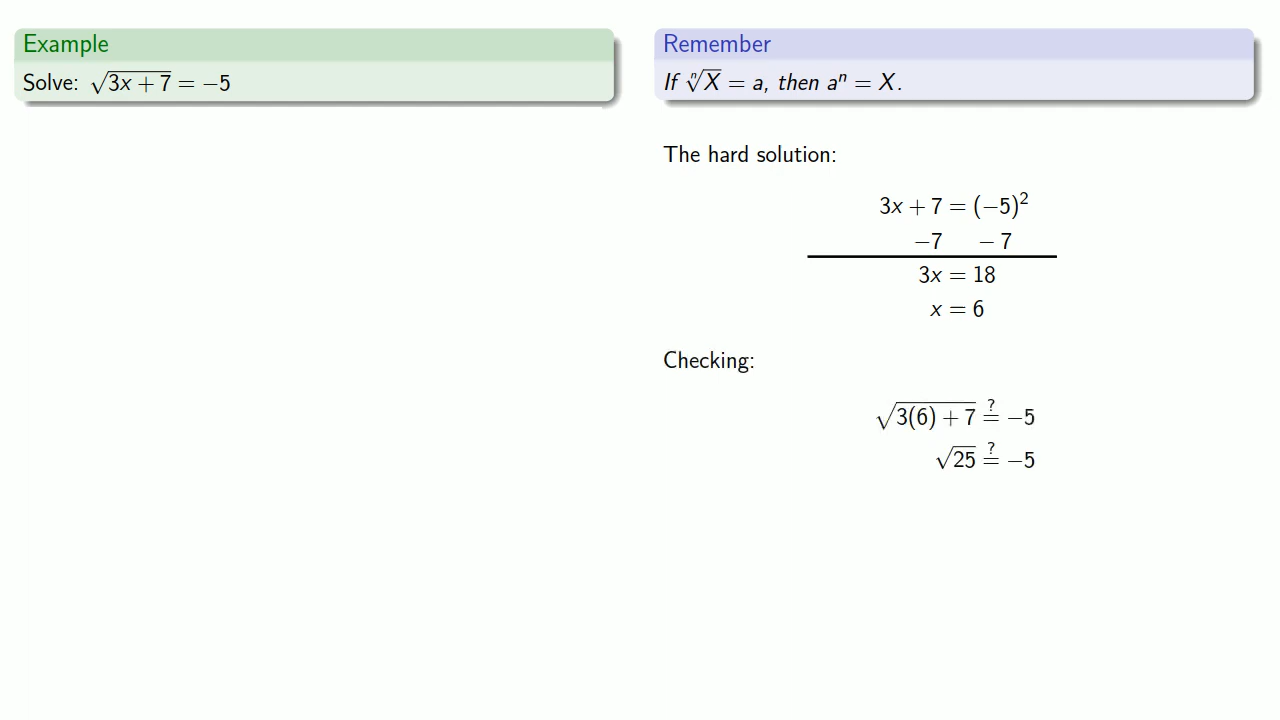 Example
Solve: √3x + 7 = −5
Remember
If ⁿ√X = a, then aⁿ = X.
The hard solution:
3x + 7 = (−5)²
−7 − 7
3x = 18
x = 6
Checking:
√3(6) + 7 ≟ −5
√25 ≟ −5